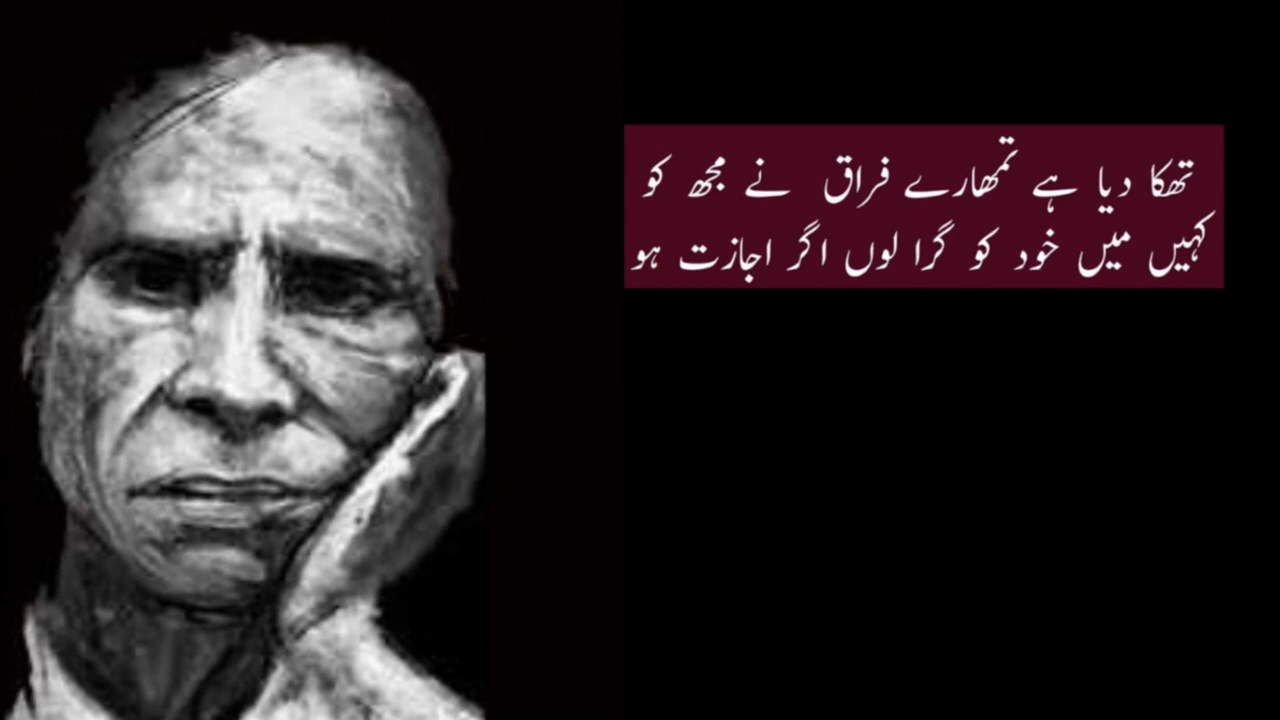 تھکا دیا ہے تمھارے فراق نے مجھ کو
کہیں میں خود کو گرا لوں اگر اجازت ہو